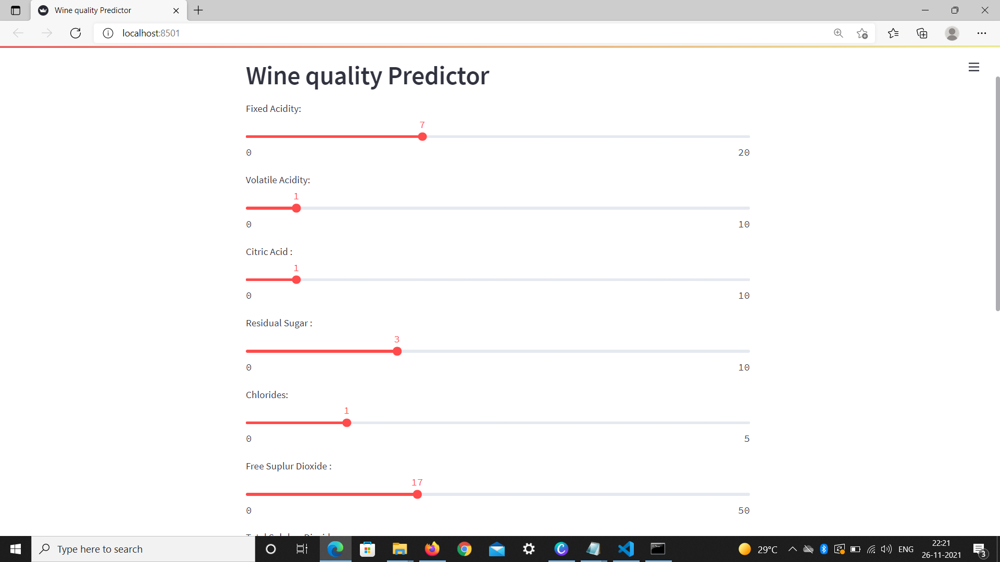 Wine quality Predictor
localhost:8501
Wine quality Predictor
Fixed Acidity:
7
0 20
Volatile Acidity:
1
0 10
Citric Acid :
1
0 10
Residual Sugar :
3
0 10
Chlorides:
1
0 5
Free Suplur Dioxide :
17
0 50
Type here to search
29°C
ENG
22:21
26-11-2021
3